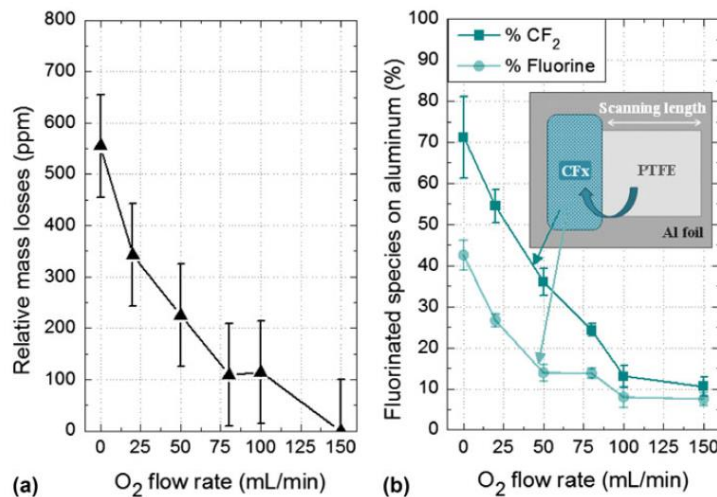 800
700
600
500
400
300
200
100
0
Relative mass losses (ppm)
0 25 50 75 100 125 150
O₂ flow rate (mL/min)
(a)
100
90
80
70
60
50
40
30
20
10
0
Fluorinated species on aluminum (%)
% CF₂
% Fluorine
Scanning length
CFx
PTFE
Al foil
0 25 50 75 100 125 150
O₂ flow rate (mL/min)
(b)